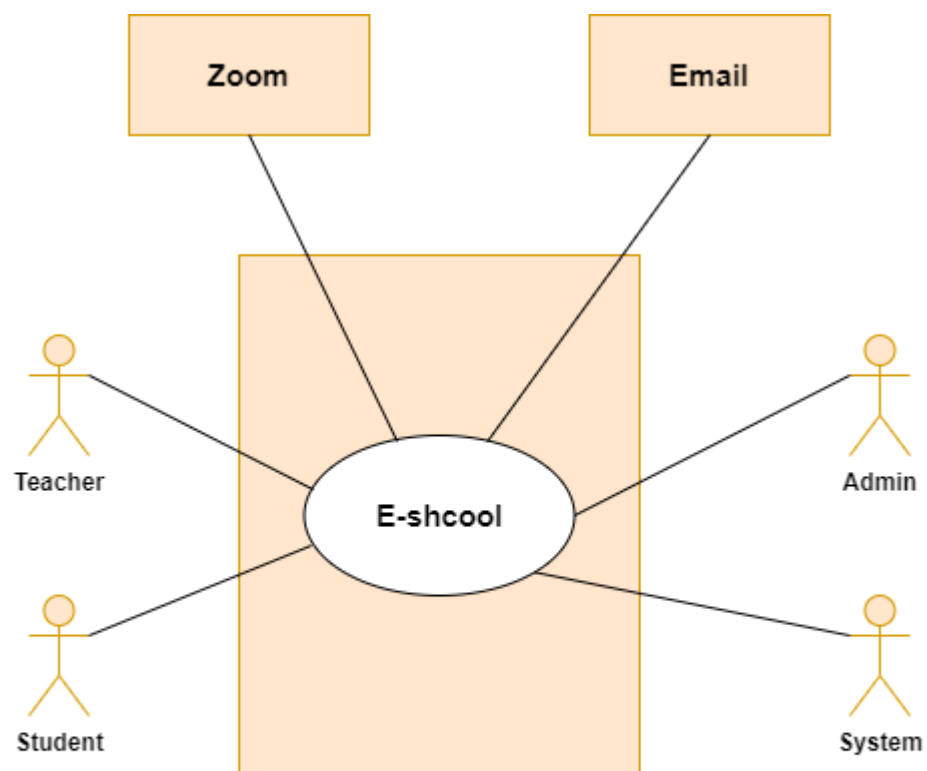 Zoom
Email
Teacher
Admin
E-shcool
Student
System